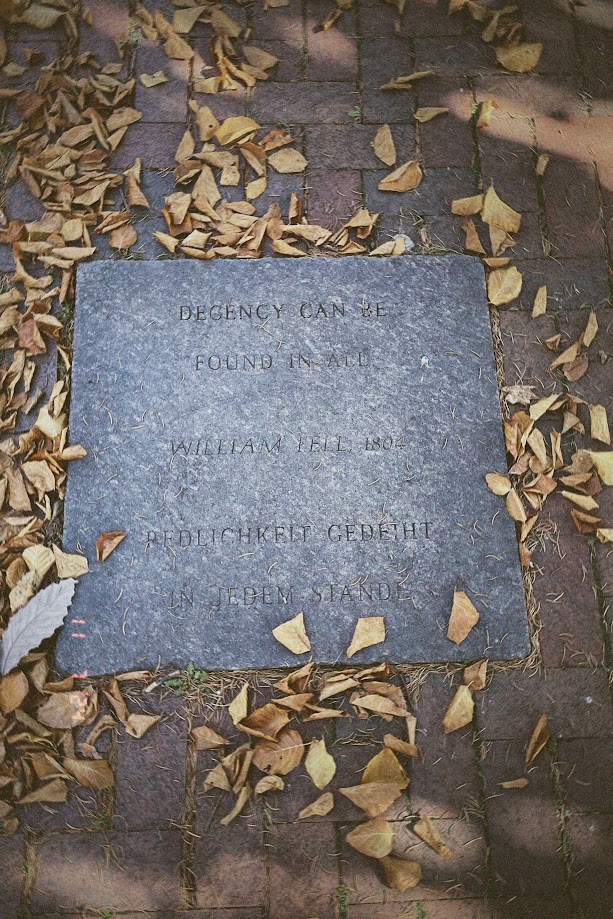 DECENCY CAN BE
FOUND IN ALL
WILLIAM TELL, 1804
REDLICHKEIT GEDEIHT
IN JEDEM STANDE